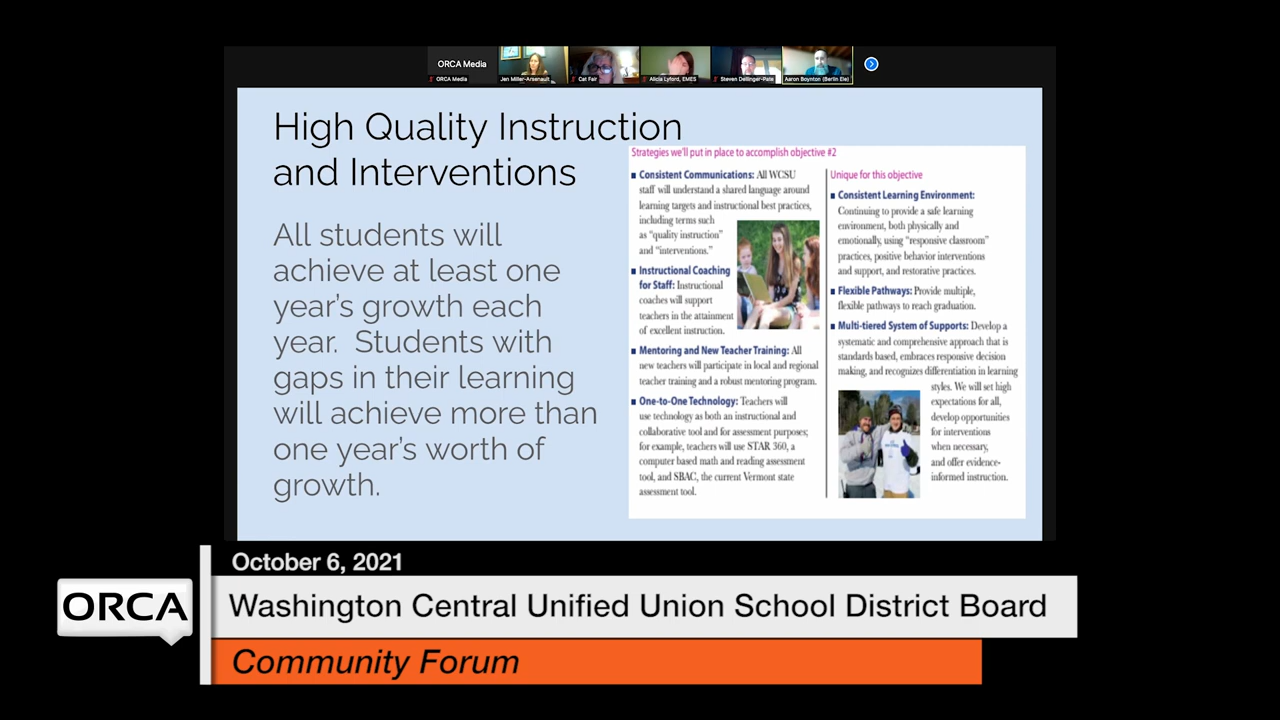 ORCA Media
ORCA Media
Jen Miller-Arsenault
Cat Fair
Alicia Lyford, EMES
Steven Dellinger-Pate
Aaron Boynton (Berlin Ele)
High Quality Instruction
and Interventions
All students will
achieve at least one
year's growth each
year. Students with
gaps in their learning
will achieve more than
one year's worth of
growth.
Strategies we'll put in place to accomplish objective #2
■ Consistent Communications: All WCSU
staff will understand a shared language around
learning targets and instructional best practices,
including terms such
as "quality instruction"
and "interventions."
■ Instructional Coaching
for Staff: Instructional
coaches will support
teachers in the attainment
of excellent instruction.
■ Mentoring and New Teacher Training: All
new teachers will participate in local and regional
teacher training and a robust mentoring program.
■ One-to-One Technology: Teachers will
use technology as both an instructional and
collaborative tool and for assessment purposes;
for example, teachers will use STAR 360, a
computer based math and reading assessment
tool, and SBAC, the current Vermont state
assessment tool.
Unique for this objective
■ Consistent Learning Environment:
Continuing to provide a safe learning
environment, both physically and
emotionally, using "responsive classroom"
practices, positive behavior interventions
and support, and restorative practices.
■ Flexible Pathways: Provide multiple,
flexible pathways to reach graduation.
■ Multi-tiered System of Supports: Develop a
systematic and comprehensive approach that is
standards based, embraces responsive decision
making, and recognizes differentiation in learning
styles. We will set high
expectations for all,
develop opportunities
for interventions
when necessary,
and offer evidence-
informed instruction.
October 6, 2021
ORCA
Washington Central Unified Union School District Board
Community Forum